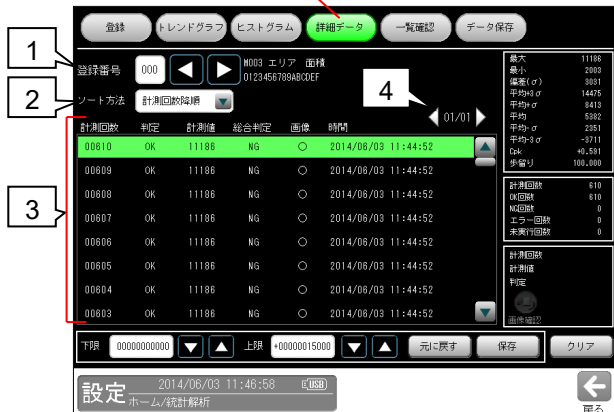 登録 トレンドグラフ ヒストグラム 詳細データ 一覧確認 データ保存
1
登録番号 000 M003 エリア 面積
0123456789ABCDEF
2
ソート方法 計測回数降順
4
01/01
3
計測回数 判定 計測値 総合判定 画像 時間
00610 OK 11186 NG ○ 2014/06/03 11:44:52
00609 OK 11186 NG ○ 2014/06/03 11:44:52
00608 OK 11186 NG ○ 2014/06/03 11:44:52
00607 OK 11186 NG ○ 2014/06/03 11:44:52
00606 OK 11186 NG ○ 2014/06/03 11:44:52
00605 OK 11186 NG ○ 2014/06/03 11:44:52
00604 OK 11186 NG ○ 2014/06/03 11:44:52
00603 OK 11186 NG ○ 2014/06/03 11:44:52
最大 11186
最小 2003
偏差(σ) 3031
平均+3σ 14475
平均+σ 8413
平均 5382
平均-σ 2351
平均-3σ -3711
Cpk +0.591
歩留り 100.000
計測回数 610
OK回数 610
NG回数 0
エラー回数 0
未実行回数 0
計測回数
計測値
判定
画像確認
下限 00000000000 上限 +00000015000 元に戻す 保存 クリア
設定 2014/06/03 11:46:58 USB
ホーム/統計解析
戻る